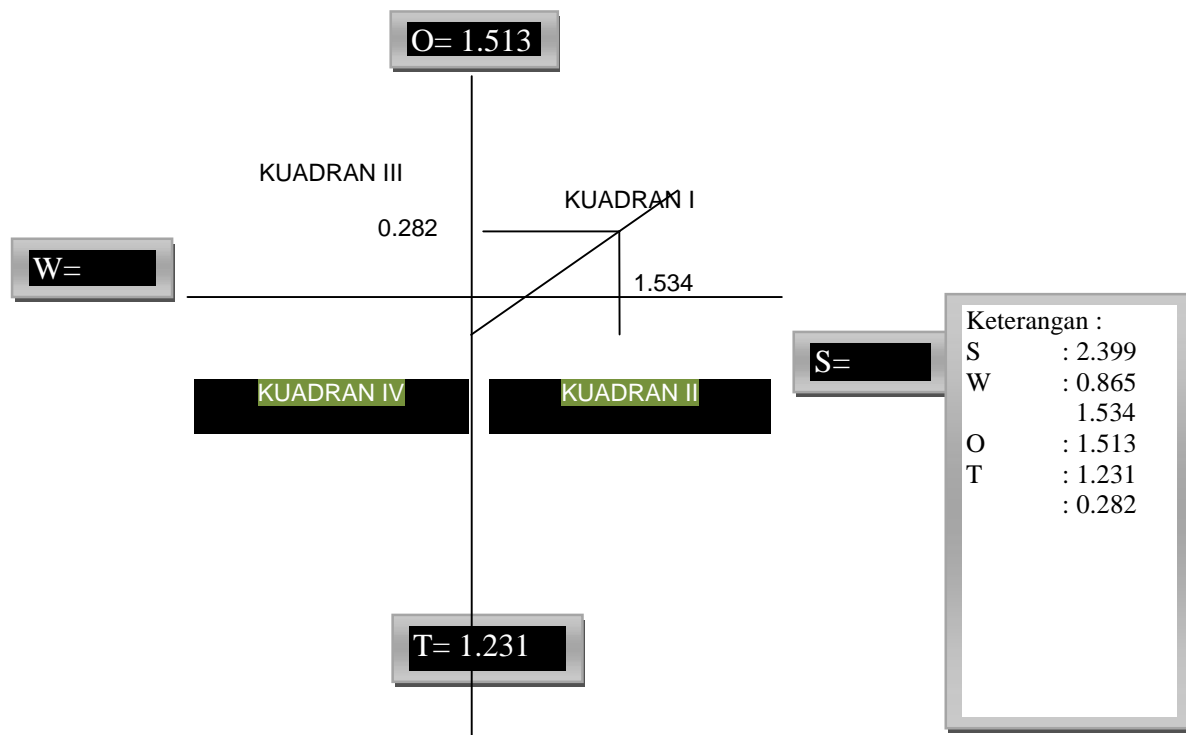 O= 1.513
KUADRAN III
KUADRAN I
0.282
W=
1.534
S=
KUADRAN IV
KUADRAN II
T= 1.231
Keterangan :
S : 2.399
W : 0.865
1.534
O : 1.513
T : 1.231
: 0.282